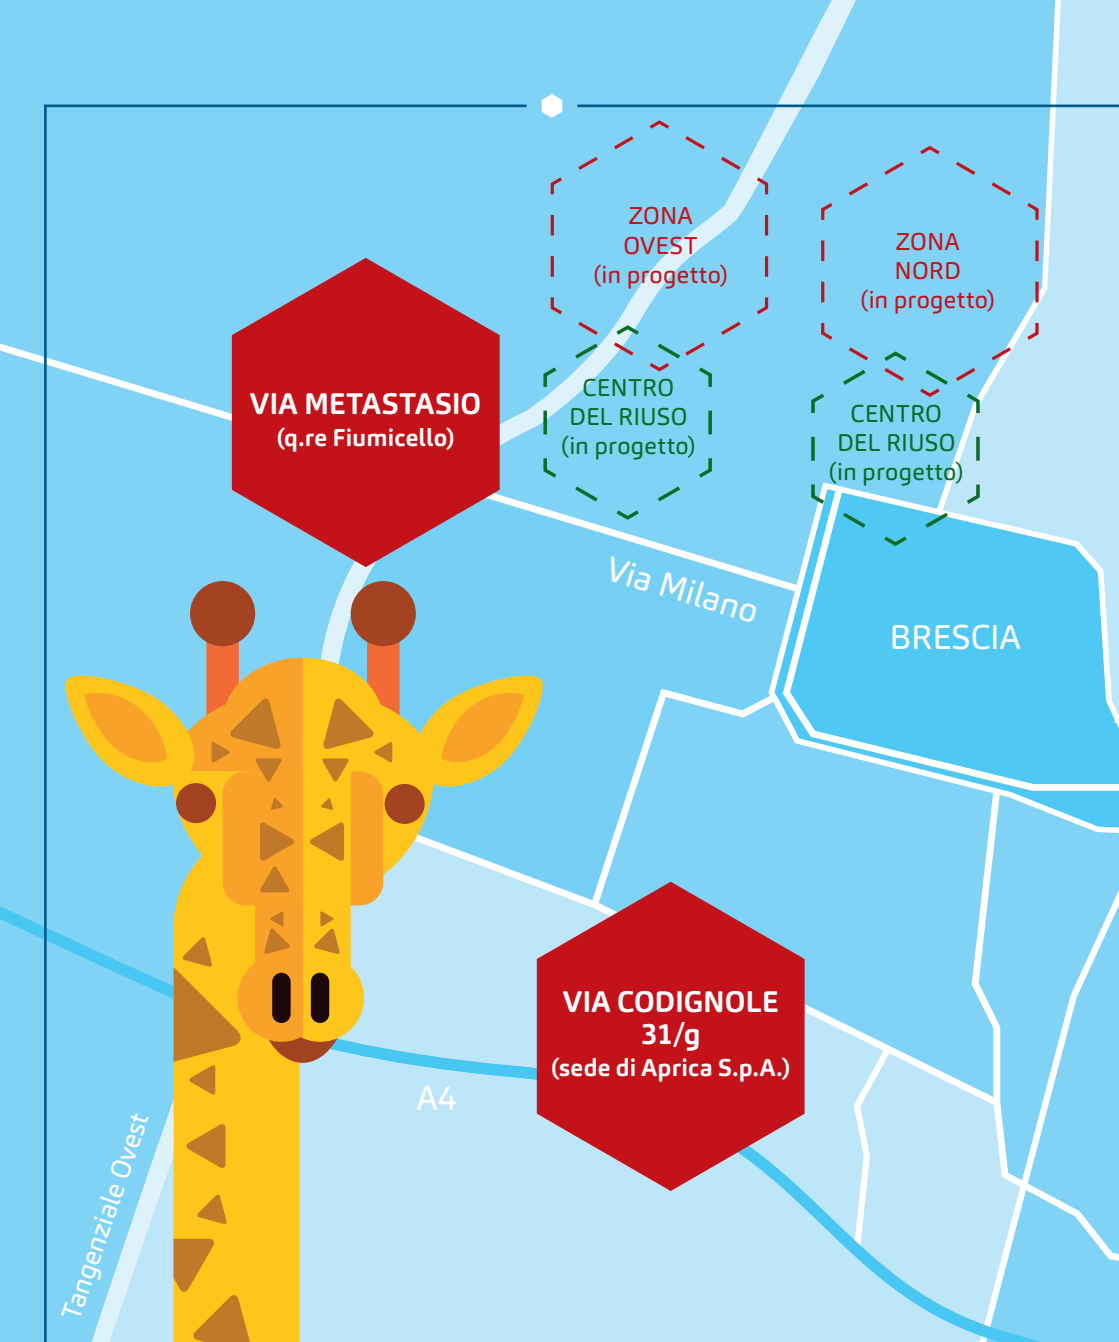 ZONA
OVEST
(in progetto)
ZONA
NORD
(in progetto)
VIA METASTASIO
(q.re Fiumicello)
CENTRO
DEL RIUSO
(in progetto)
CENTRO
DEL RIUSO
(in progetto)
Via Milano
BRESCIA
VIA CODIGNOLE
31/g
(sede di Aprica S.p.A.)
A4
Tangenziale Ovest